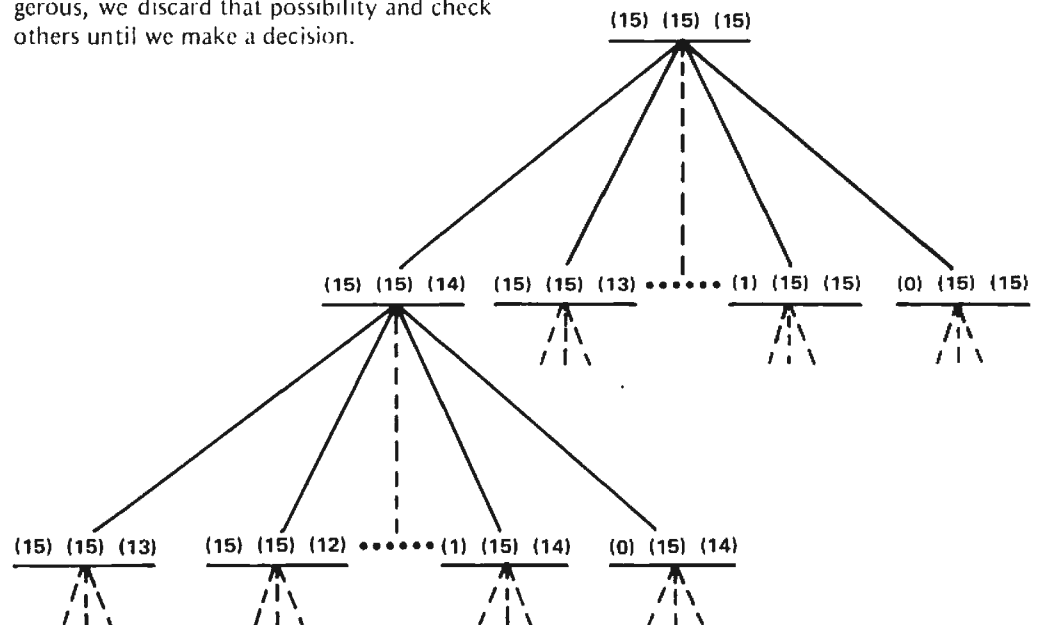 gerous, we discard that possibility and check
others until we make a decision.
(15) (15) (15)
(15) (15) (14) (15) (15) (13) •••••• (1) (15) (15) (0) (15) (15)
(15) (15) (13) (15) (15) (12) •••••• (1) (15) (14) (0) (15) (14)